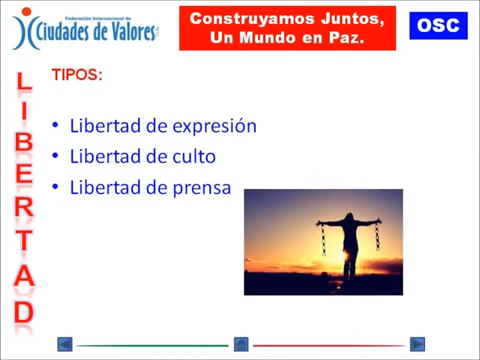 Federación Internacional de
Ciudades de Valores
Construyamos Juntos,
Un Mundo en Paz.
OSC
LIBERTAD
TIPOS:
• Libertad de expresión
• Libertad de culto
• Libertad de prensa